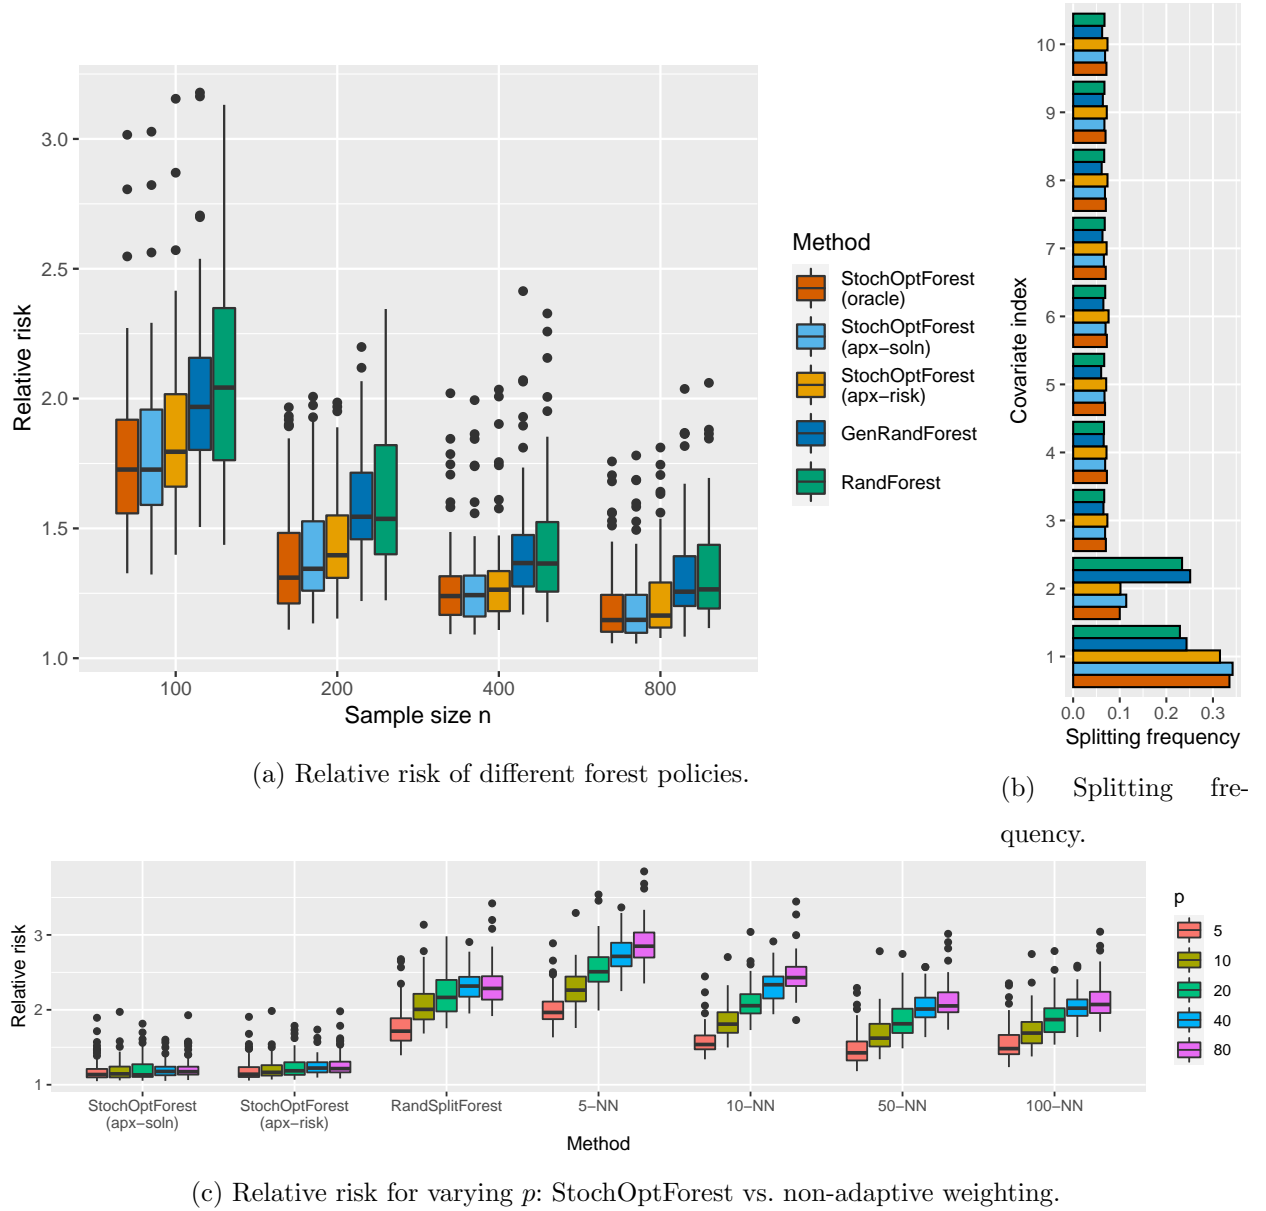 Relative risk
3.0
2.5
2.0
1.5
1.0
100
200
400
800
Sample size n
Method
StochOptForest
(oracle)
StochOptForest
(apx−soln)
StochOptForest
(apx−risk)
GenRandForest
RandForest
(a) Relative risk of different forest policies.
Covariate index
10
9
8
7
6
5
4
3
2
1
0.0
0.1
0.2
0.3
Splitting frequency
(b) Splitting fre-
quency.
Relative risk
3
2
1
StochOptForest
(apx−soln)
StochOptForest
(apx−risk)
RandSplitForest
5−NN
10−NN
50−NN
100−NN
Method
p
5
10
20
40
80
(c) Relative risk for varying p: StochOptForest vs. non-adaptive weighting.